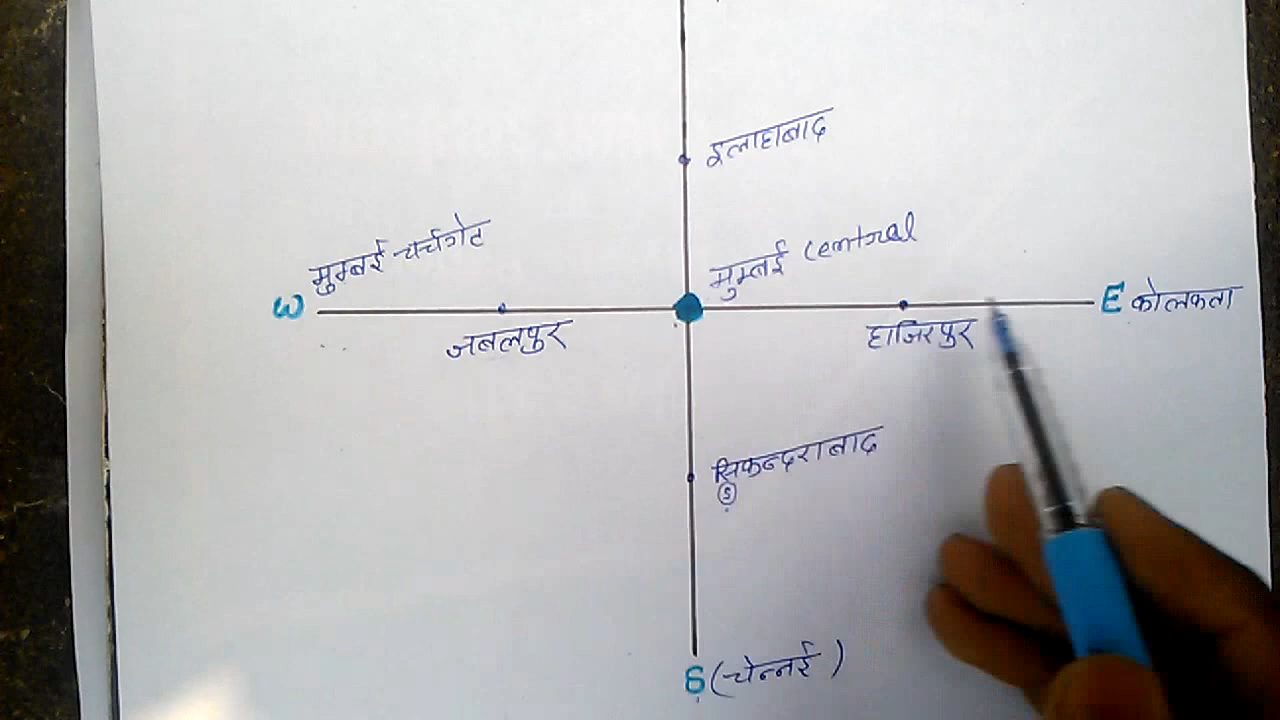 इलाहाबाद
मुम्बई चर्चगेट
मुम्बई Central
W
E कोलकता
जबलपुर
हाजिरपुर
सिकन्दराबाद
S
S (चेन्नई)